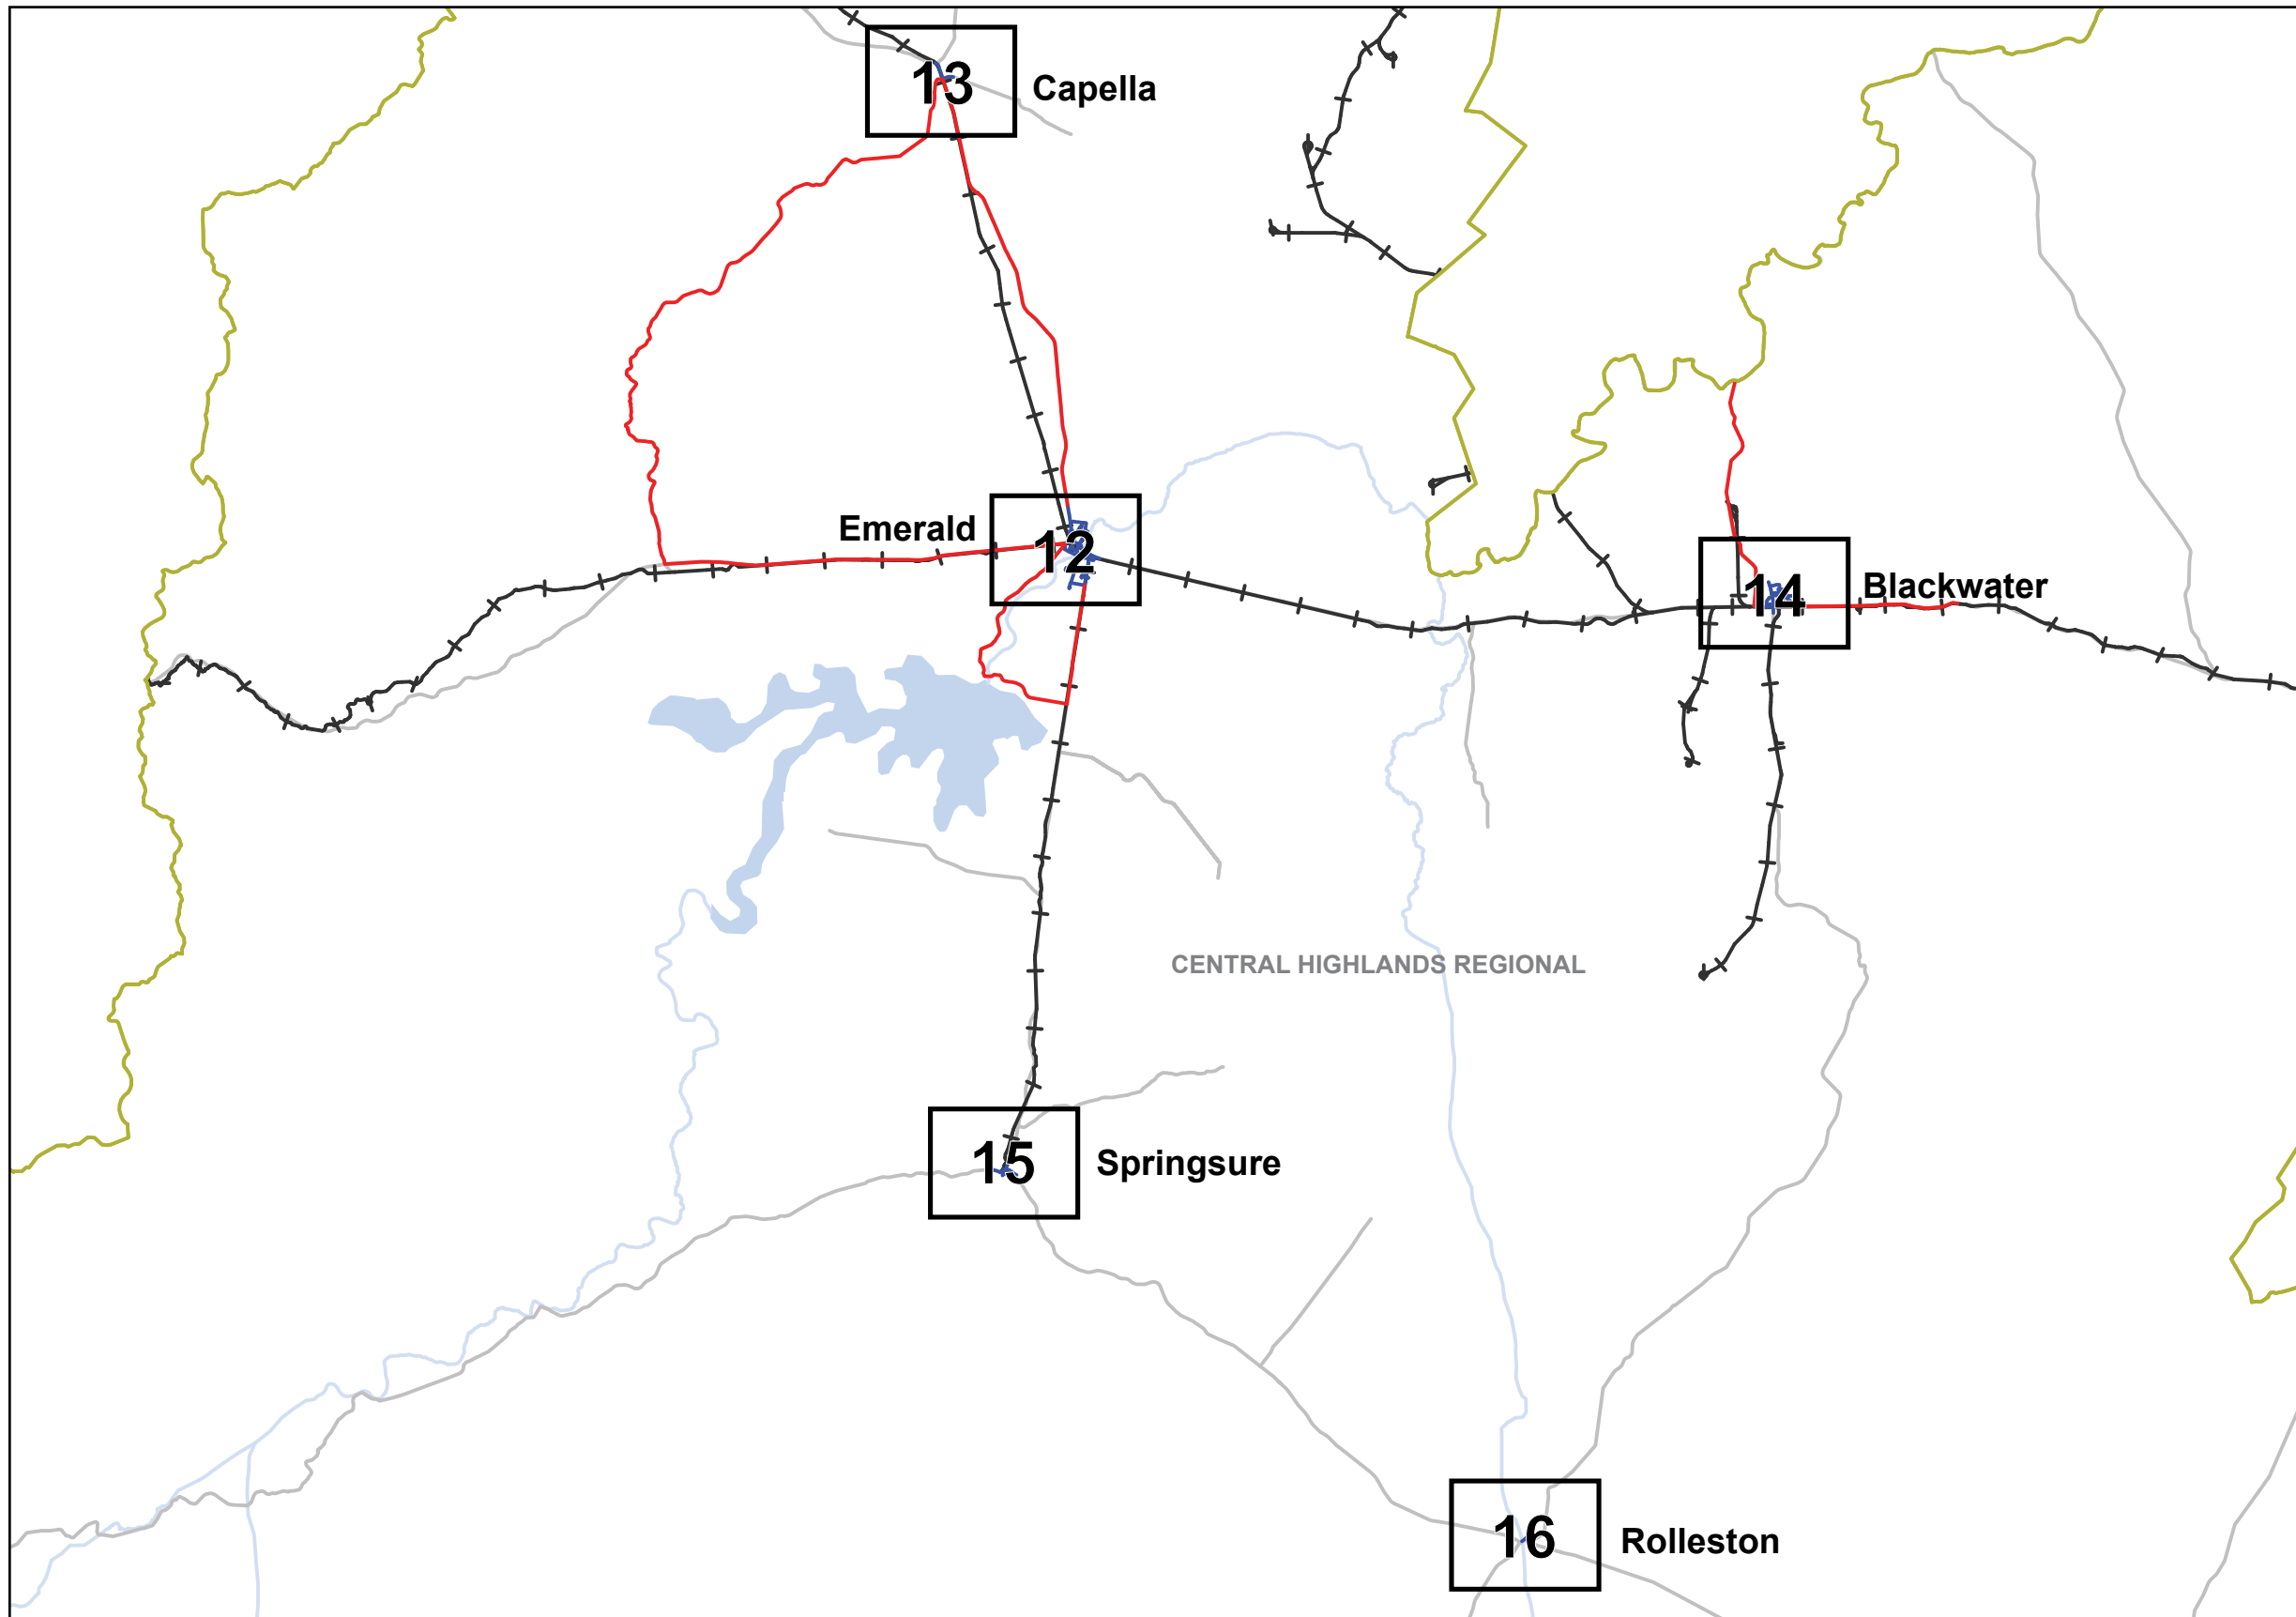 13
Capella
Emerald
12
14
Blackwater
CENTRAL HIGHLANDS REGIONAL
15
Springsure
16
Rolleston